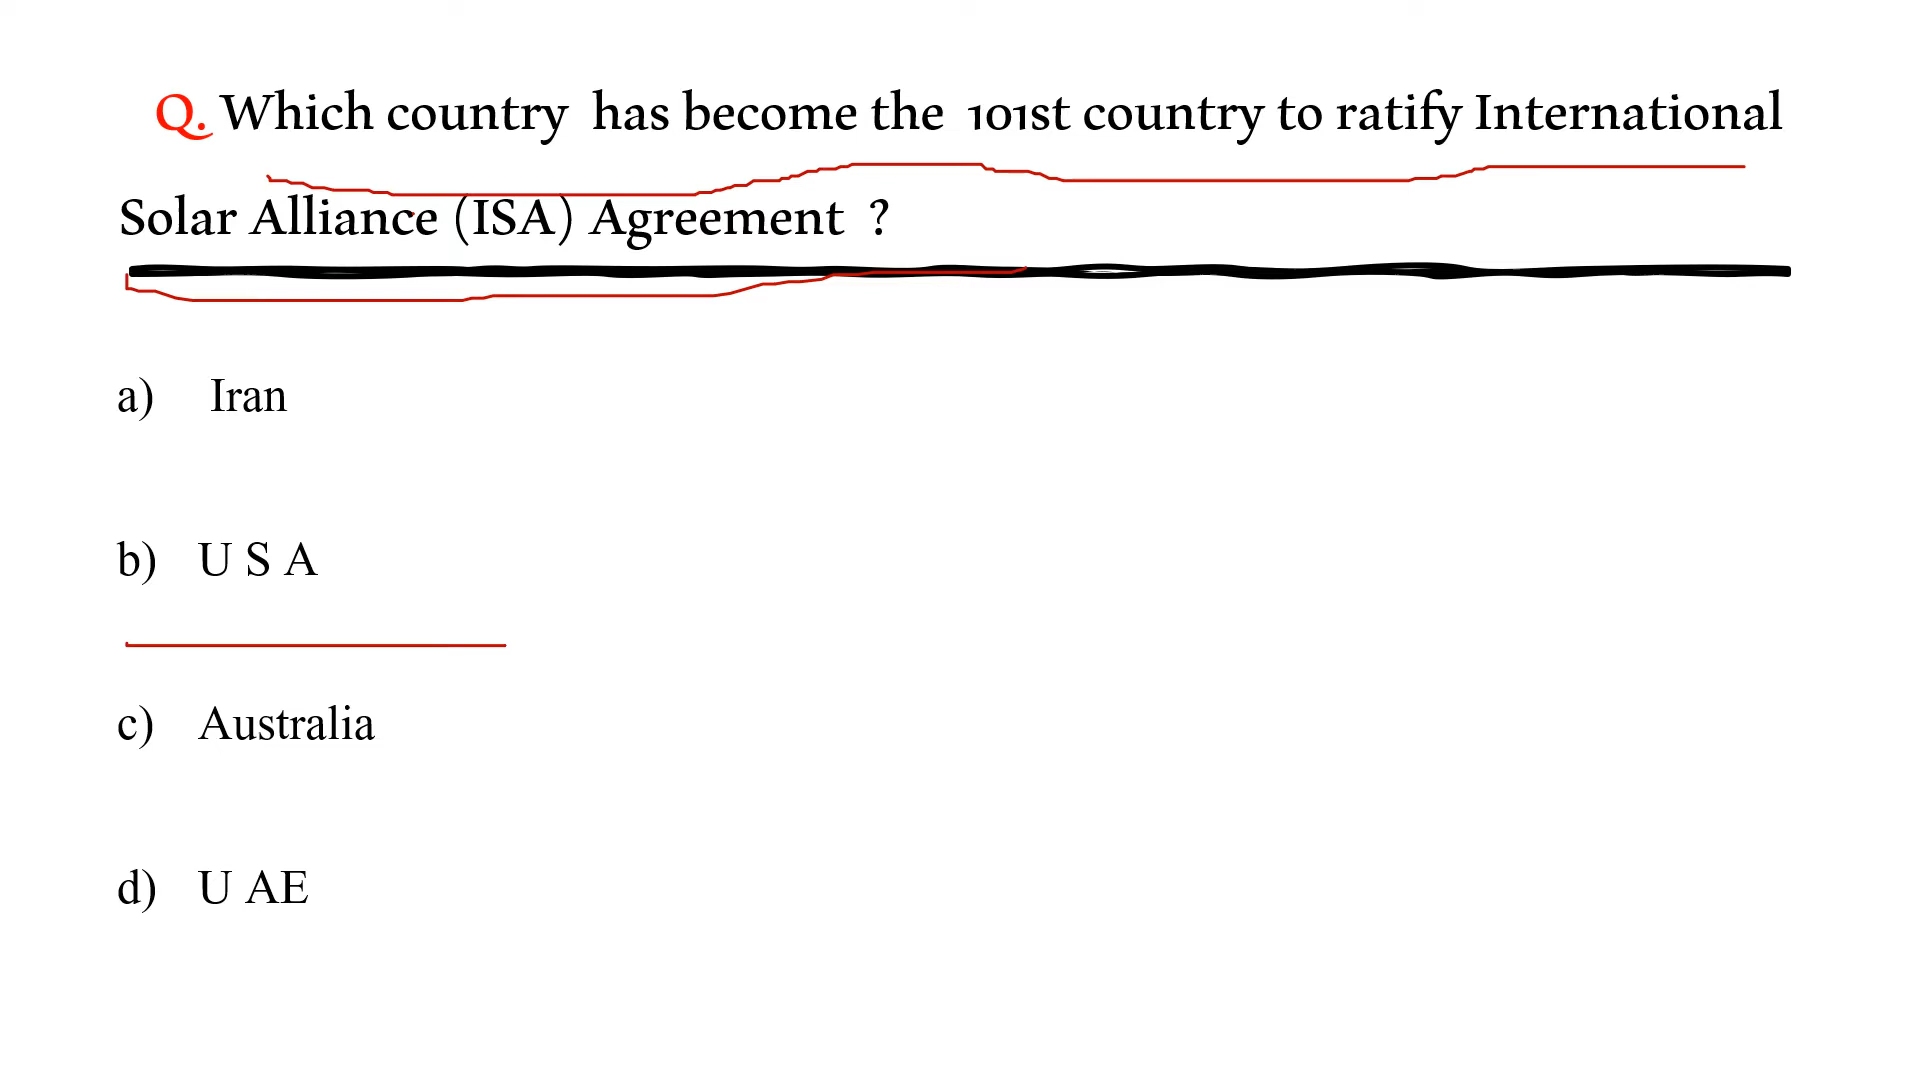 Q. Which country has become the 101st country to ratify International
Solar Alliance (ISA) Agreement ?
a) Iran
b) U S A
c) Australia
d) U AE